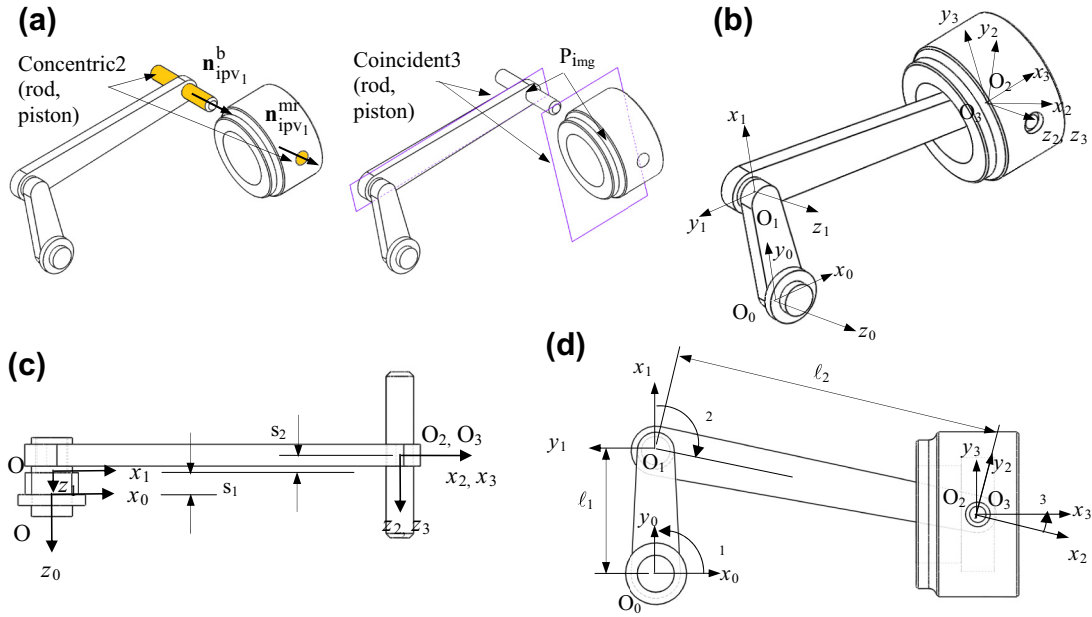 (a)
Concentric2
(rod,
piston)
n^b_ipv1
n^mr_ipv1
Coincident3
(rod,
piston)
P_img
(b)
y3
y2
x3
O2
x2
O3
z2, z3
x1
y1
O1
z1
y0
x0
O0
z0
(c)
s2
O2, O3
O
x1
x2, x3
z
x0
s1
O
z2, z3
z0
(d)
x1
ℓ2
2
y1
O1
y3
y2
ℓ1
O2
O3
3
x3
y0
1
x2
x0
O0